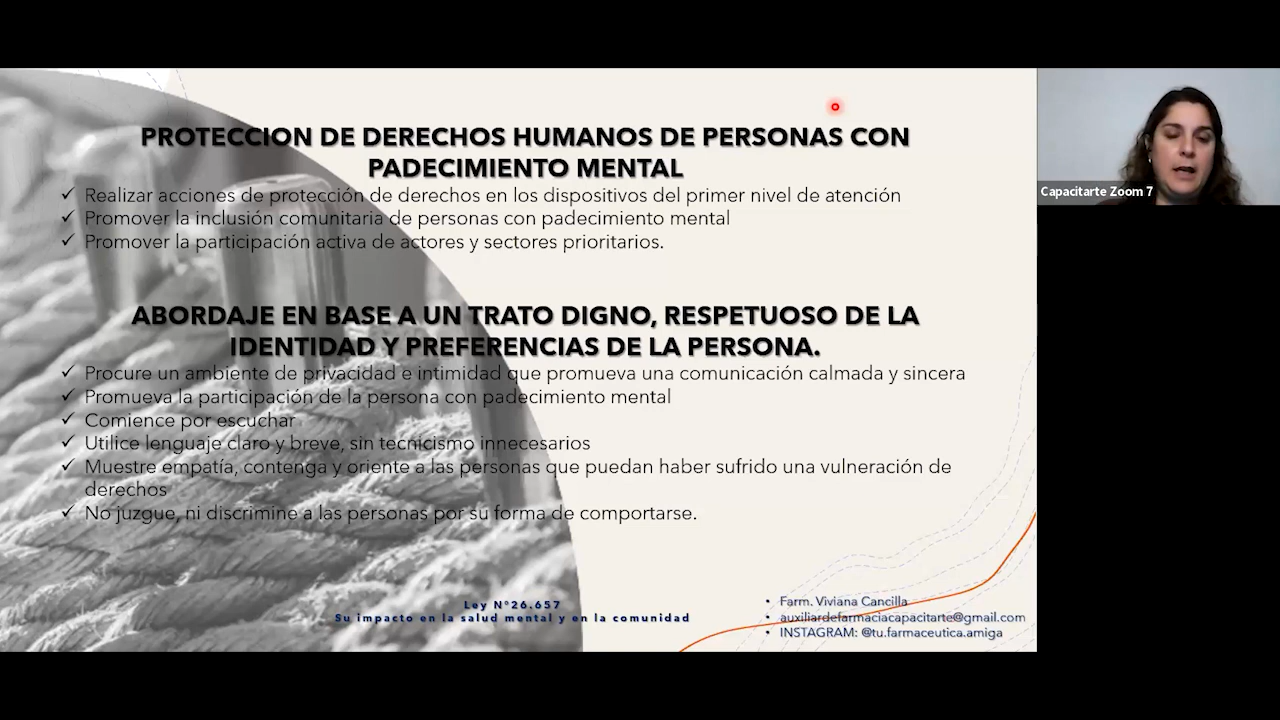 PROTECCION DE DERECHOS HUMANOS DE PERSONAS CON
PADECIMIENTO MENTAL
✓ Realizar acciones de protección de derechos en los dispositivos del primer nivel de atención
✓ Promover la inclusión comunitaria de personas con padecimiento mental
✓ Promover la participación activa de actores y sectores prioritarios.
ABORDAJE EN BASE A UN TRATO DIGNO, RESPETUOSO DE LA
IDENTIDAD Y PREFERENCIAS DE LA PERSONA.
✓ Procure un ambiente de privacidad e intimidad que promueva una comunicación calmada y sincera
✓ Promueva la participación de la persona con padecimiento mental
✓ Comience por escuchar
✓ Utilice lenguaje claro y breve, sin tecnicismo innecesarios
✓ Muestre empatía, contenga y oriente a las personas que puedan haber sufrido una vulneración de
derechos
✓ No juzgue, ni discrimine a las personas por su forma de comportarse.
Ley N°26.657
Su impacto en la salud mental y en la comunidad
• Farm. Viviana Cancilla
• auxiliardefarmaciacapacitarte@gmail.com
• INSTAGRAM: @tu.farmaceutica.amiga
Capacitarte Zoom 7